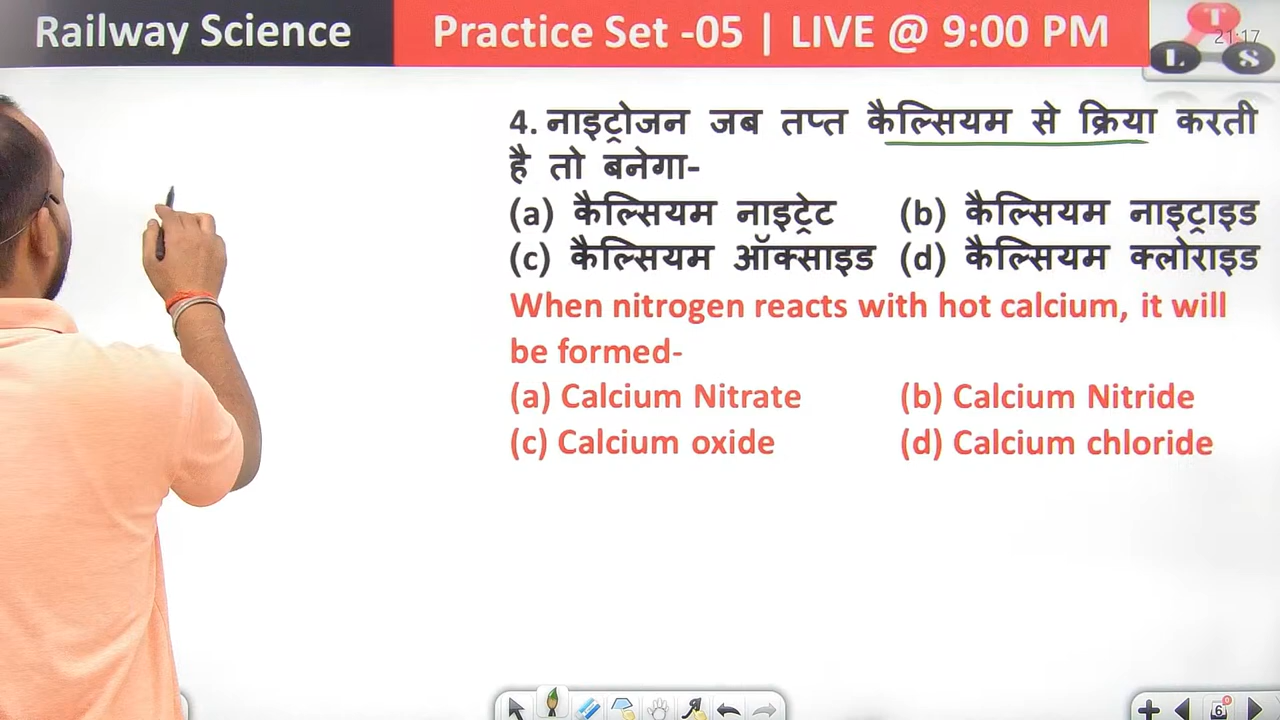 Railway Science
Practice Set -05 | LIVE @ 9:00 PM
T
21:17
L S
4. नाइट्रोजन जब तप्त कैल्सियम से क्रिया करती
है तो बनेगा-
(a) कैल्सियम नाइट्रेट (b) कैल्सियम नाइट्राइड
(c) कैल्सियम ऑक्साइड (d) कैल्सियम क्लोराइड
When nitrogen reacts with hot calcium, it will
be formed-
(a) Calcium Nitrate (b) Calcium Nitride
(c) Calcium oxide (d) Calcium chloride
6